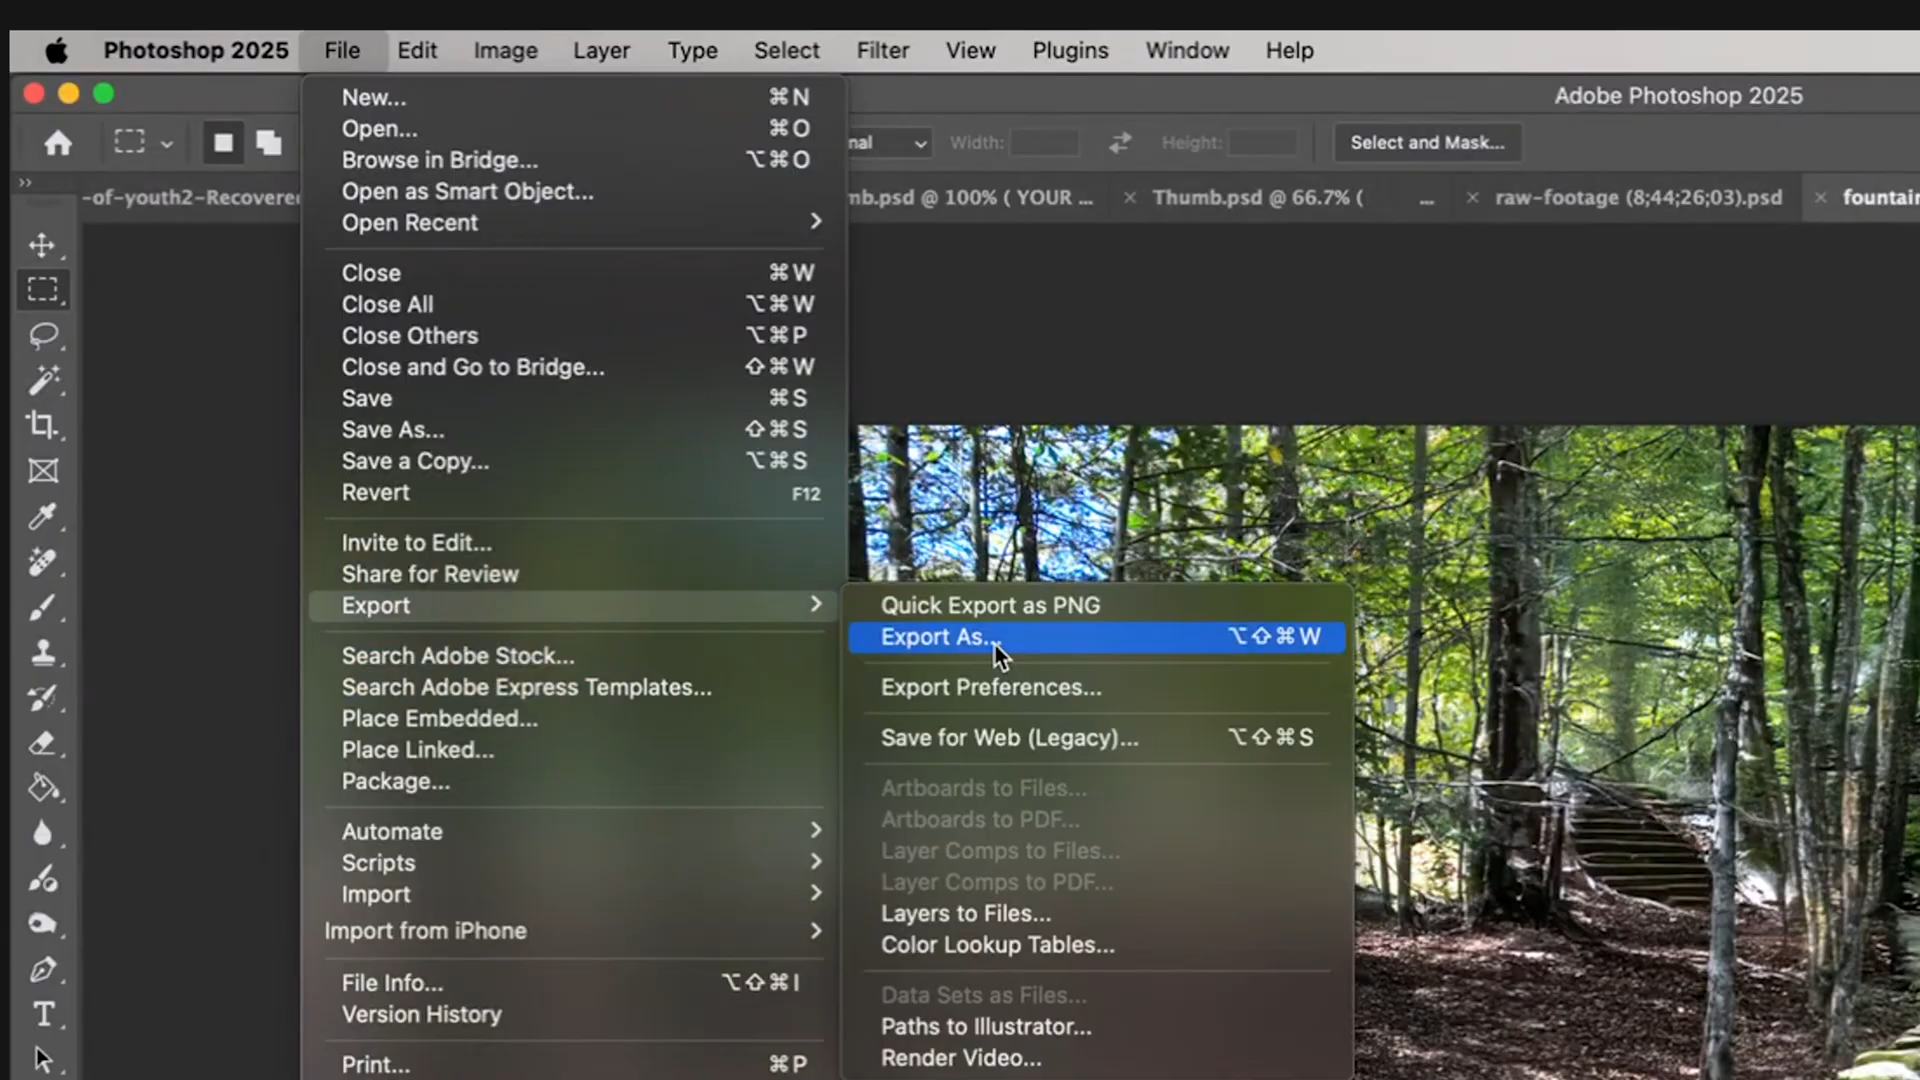 Photoshop 2025 File Edit Image Layer Type Select Filter View Plugins Window Help
Adobe Photoshop 2025
nal Width: Height: Select and Mask...
-of-youth2-Recovered mb.psd @ 100% ( YOUR ... × Thumb.psd @ 66.7% ( ... × raw-footage (8;44;26;03).psd × fountain
New... ⌘N
Open... ⌘O
Browse in Bridge... ⌥⌘O
Open as Smart Object...
Open Recent >
Close ⌘W
Close All ⌥⌘W
Close Others ⌥⌘P
Close and Go to Bridge... ⇧⌘W
Save ⌘S
Save As... ⇧⌘S
Save a Copy... ⌥⌘S
Revert F12
Invite to Edit...
Share for Review
Export >
Search Adobe Stock...
Search Adobe Express Templates...
Place Embedded...
Place Linked...
Package...
Automate >
Scripts >
Import >
Import from iPhone >
File Info... ⌥⇧⌘I
Version History
Print... ⌘P
Quick Export as PNG
Export As... ⌥⇧⌘W
Export Preferences...
Save for Web (Legacy)... ⌥⇧⌘S
Artboards to Files...
Artboards to PDF...
Layer Comps to Files...
Layer Comps to PDF...
Layers to Files...
Color Lookup Tables...
Data Sets as Files...
Paths to Illustrator...
Render Video...